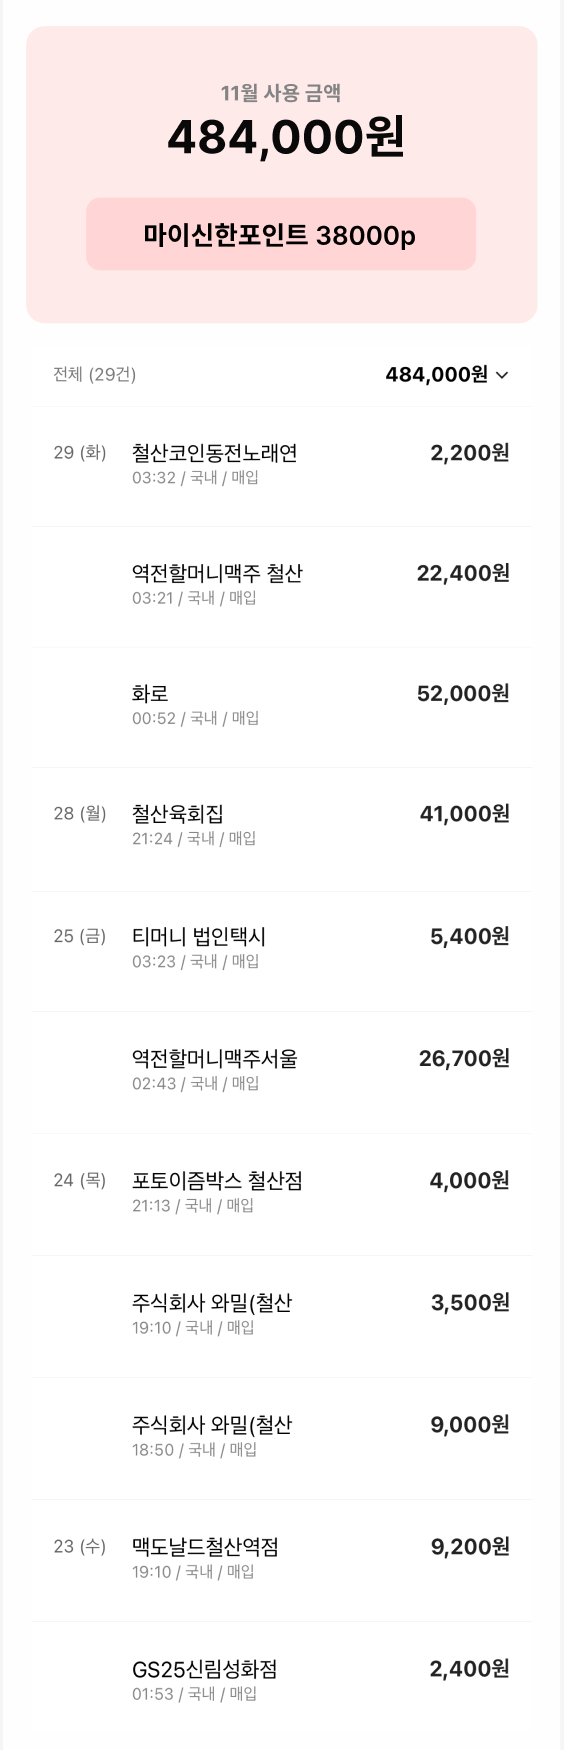 11월 사용 금액
484,000원
마이신한포인트 38000p
전체 (29건) 484,000원
29 (화) 철산코인동전노래연 2,200원
03:32 / 국내 / 매입
역전할머니맥주 철산 22,400원
03:21 / 국내 / 매입
화로 52,000원
00:52 / 국내 / 매입
28 (월) 철산육회집 41,000원
21:24 / 국내 / 매입
25 (금) 티머니 법인택시 5,400원
03:23 / 국내 / 매입
역전할머니맥주서울 26,700원
02:43 / 국내 / 매입
24 (목) 포토이즘박스 철산점 4,000원
21:13 / 국내 / 매입
주식회사 와밀(철산 3,500원
19:10 / 국내 / 매입
주식회사 와밀(철산 9,000원
18:50 / 국내 / 매입
23 (수) 맥도날드철산역점 9,200원
19:10 / 국내 / 매입
GS25신림성화점 2,400원
01:53 / 국내 / 매입